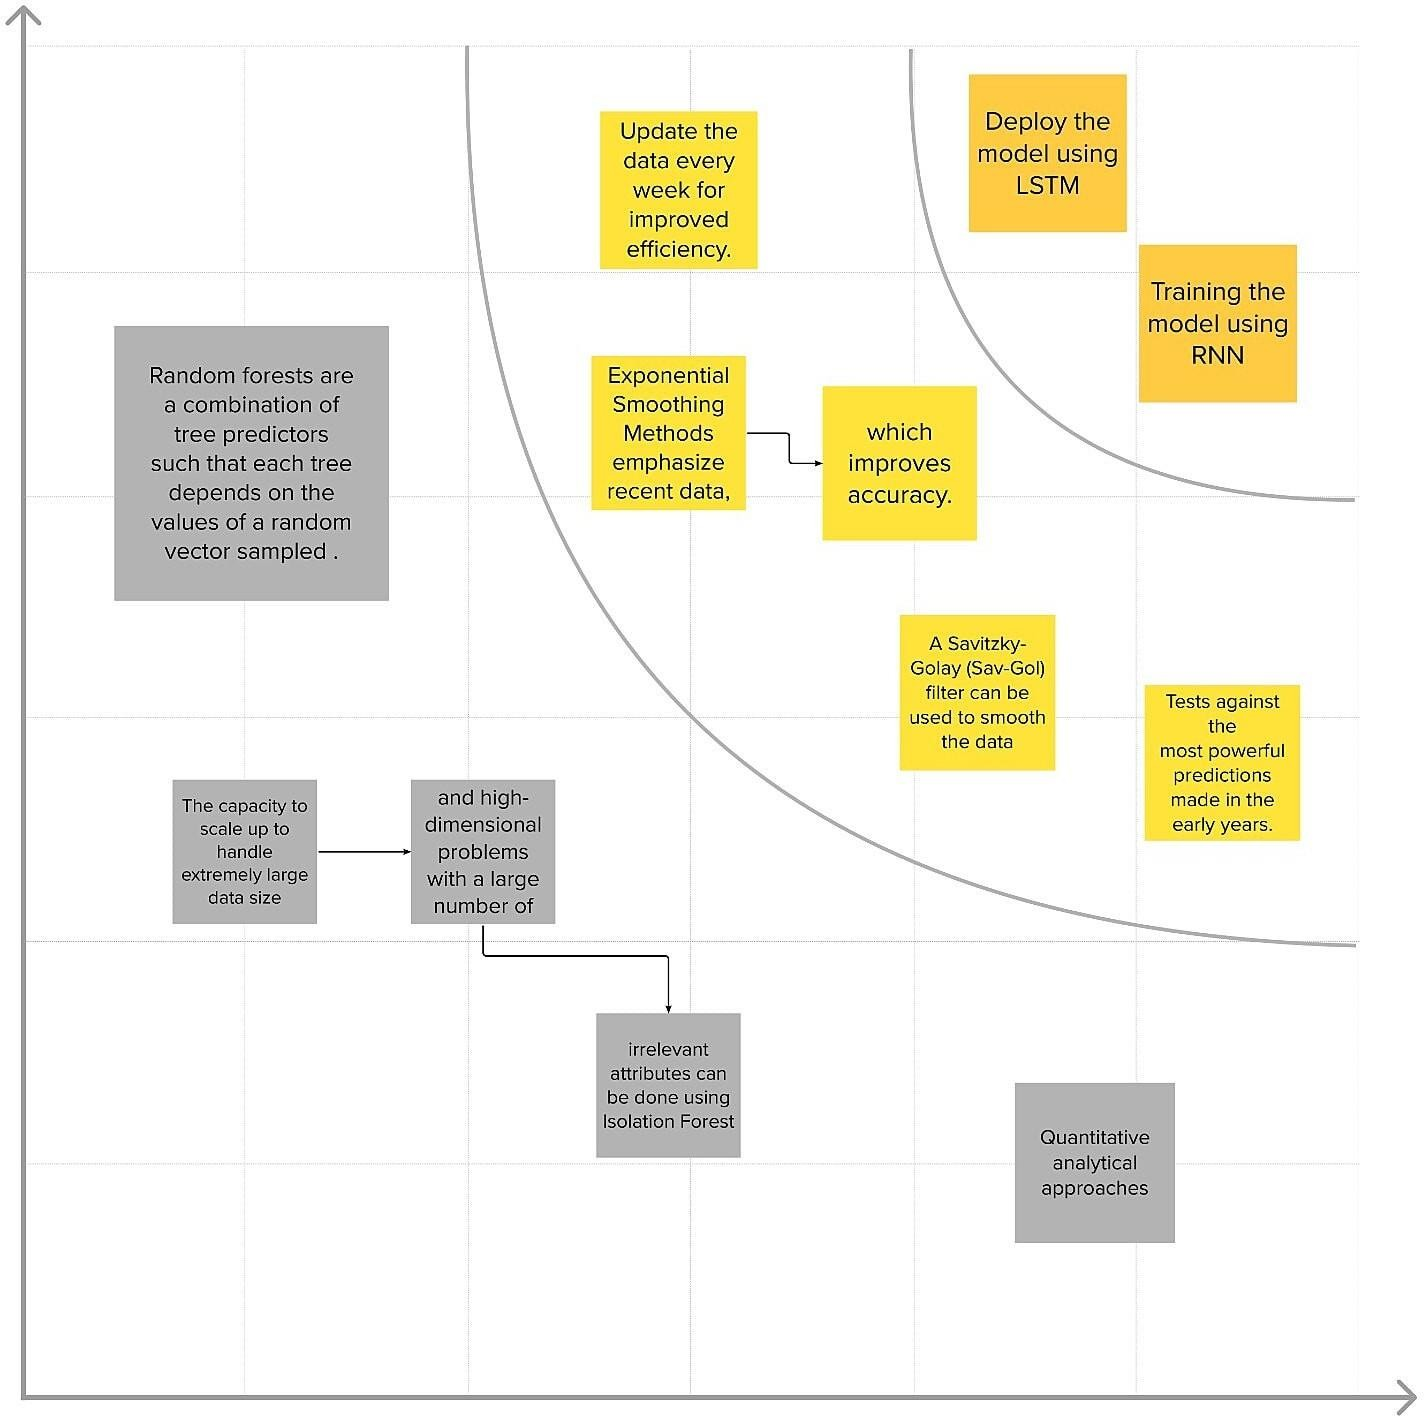 Update the
data every
week for
improved
efficiency.
Deploy the
model using
LSTM
Training the
model using
RNN
Random forests are
a combination of
tree predictors
such that each tree
depends on the
values of a random
vector sampled .
Exponential
Smoothing
Methods
emphasize
recent data,
which
improves
accuracy.
A Savitzky-
Golay (Sav-Gol)
filter can be
used to smooth
the data
Tests against
the
most powerful
predictions
made in the
early years.
The capacity to
scale up to
handle
extremely large
data size
and high-
dimensional
problems
with a large
number of
irrelevant
attributes can
be done using
Isolation Forest
Quantitative
analytical
approaches